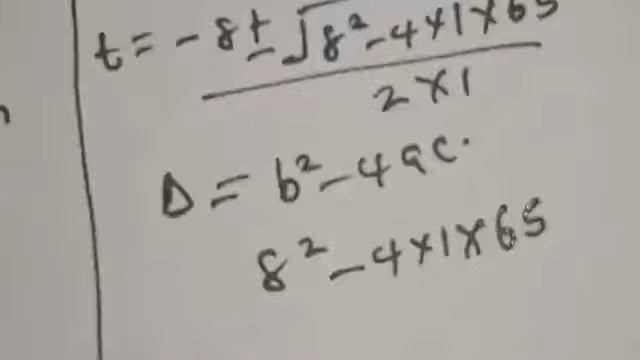 t = -8 ± √8² - 4×1×65
2×1
D = b² - 4ac.
8² - 4×1×65